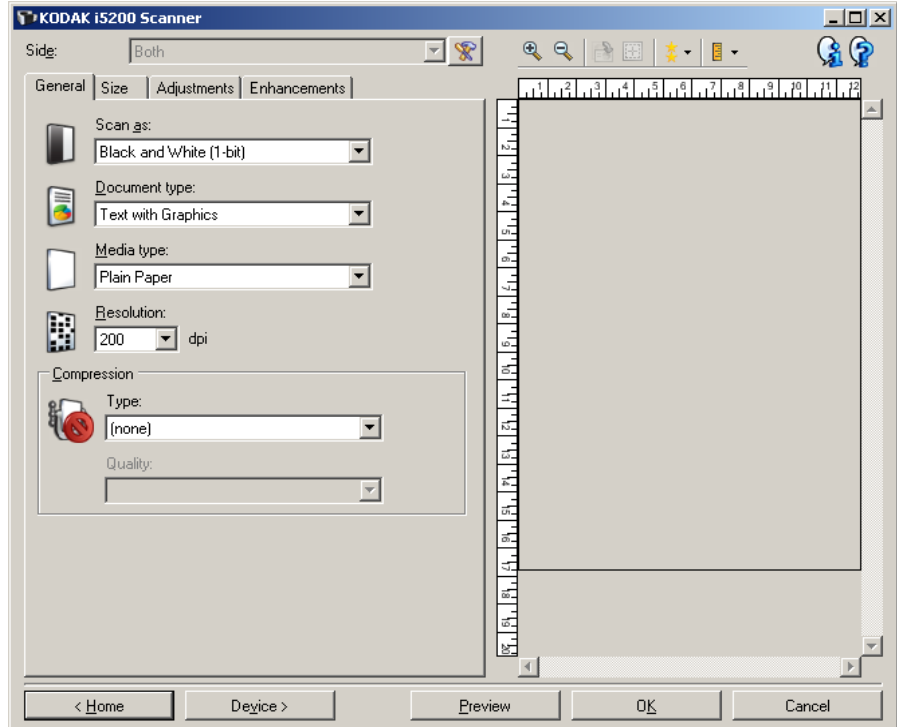 KODAK i5200 Scanner
Side: Both
General Size Adjustments Enhancements
Scan as:
Black and White (1-bit)
Document type:
Text with Graphics
Media type:
Plain Paper
Resolution:
200 dpi
Compression
Type:
(none)
Quality:
1 2 3 4 5 6 7 8 9 10 11 12
1
2
3
4
5
6
7
8
9
10
11
12
13
14
15
16
17
18
19
20
< Home Device > Preview OK Cancel